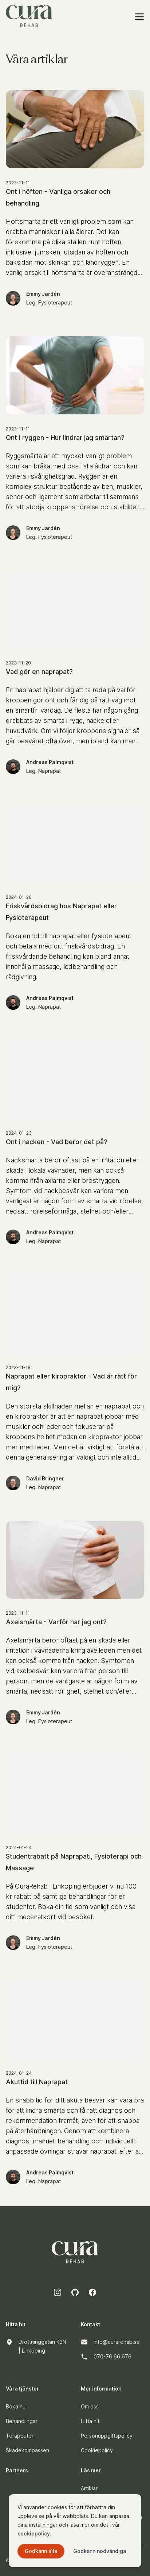 cura
REHAB
Våra artiklar
2023-11-11
Ont i höften - Vanliga orsaker och
behandling
Höftsmärta är ett vanligt problem som kan
drabba människor i alla åldrar. Det kan
förekomma på olika ställen runt höften,
inklusive ljumsken, utsidan av höften och
baksidan mot skinkan och ländryggen. En
vanlig orsak till höftsmärta är överansträngd...
Emmy Jardén
Leg. Fysioterapeut
2023-11-11
Ont i ryggen - Hur lindrar jag smärtan?
Ryggsmärta är ett mycket vanligt problem
som kan bråka med oss i alla åldrar och kan
variera i svårighetsgrad. Ryggen är en
komplex struktur bestående av ben, muskler,
senor och ligament som arbetar tillsammans
för att stödja kroppens rörelse och stabilitet....
Emmy Jardén
Leg. Fysioterapeut
2023-11-20
Vad gör en naprapat?
En naprapat hjälper dig att ta reda på varför
kroppen gör ont och får dig på rätt väg mot
en smärtfri vardag. De flesta har någon gång
drabbats av smärta i rygg, nacke eller
huvudvärk. Om vi följer kroppens signaler så
går besväret ofta över, men ibland kan man...
Andreas Palmqvist
Leg. Naprapat
2024-01-26
Friskvårdsbidrag hos Naprapat eller
Fysioterapeut
Boka en tid till naprapat eller fysioterapeut
och betala med ditt friskvårdsbidrag. En
friskvårdande behandling kan bland annat
innehålla massage, ledbehandling och
rådgivning.
Andreas Palmqvist
Leg. Naprapat
2024-01-23
Ont i nacken - Vad beror det på?
Nacksmärta beror oftast på en irritation eller
skada i lokala vävnader, men kan också
komma ifrån axlarna eller bröstryggen.
Symtom vid nackbesvär kan variera men
vanligast är någon form av smärta vid rörelse,
nedsatt rörelseförmåga, stelhet och/eller...
Andreas Palmqvist
Leg. Naprapat
2023-11-18
Naprapat eller kiropraktor - Vad är rätt för
mig?
Den största skillnaden mellan en naprapat och
en kiropraktor är att naprapaten arbetar med
muskler och leder och fokuserar på
kroppens helhet medan en kiropraktor jobbar
mer med leder. Men det är viktigt att förstå att
denna generalisering är väldigt och inte alltid...
David Bringner
Leg. Naprapat
2023-11-11
Axelsmärta - Varför har jag ont?
Axelsmärta beror oftast på en skada eller
irritation i vävnaderna kring axelleden men det
kan också komma från nacken. Symtomen
vid axelbesvär kan variera från person till
person, men de vanligaste är någon form av
smärta, nedsatt rörlighet, stelhet och/eller...
Emmy Jardén
Leg. Fysioterapeut
2024-01-24
Studentrabatt på Naprapati, Fysioterapi och
Massage
På CuraRehab i Linköping erbjuder vi nu 100
kr rabatt på samtliga behandlingar för er
studenter. Boka din tid som vanligt och visa
ditt mecenatkort vid besöket.
Emmy Jardén
Leg. Fysioterapeut
2024-01-24
Akuttid till Naprapat
En snabb tid för ditt akuta besvär kan vara bra
för att lindra smärta och få rätt diagnos och
rekommendation framåt, även för att snabba
på återhämtningen. Genom att kombinera
diagnos, manuell behandling och individuellt
anpassade övningar strävar naprapati efter a...
Andreas Palmqvist
Leg. Naprapat
cura
REHAB
Hitta hit
Drottninggatan 43N
| Linköping
Kontakt
info@curarehab.se
070-76 66 676
Våra tjänster
Boka nu
Behandlingar
Terapeuter
Skadekompassen
Mer information
Om oss
Hitta hit
Personuppgiftspolicy
Cookiepolicy
Partners
Läs mer
Artiklar
Vi använder cookies för att förbättra din
upplevelse på vår webbplats. Du kan anpassa
dina inställningar och läsa mer om det i vår
cookiepolicy.
Godkänn alla
Godkänn nödvändiga